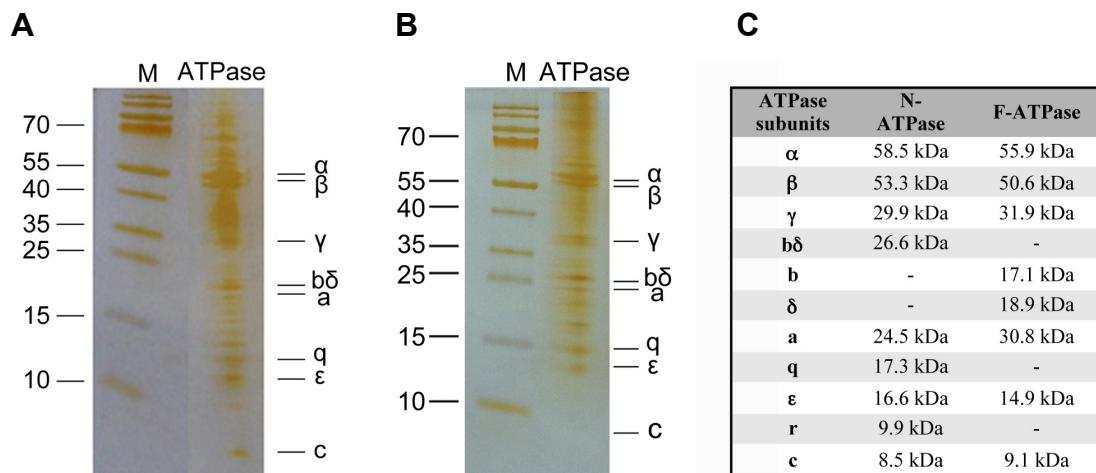 A
B
C
M ATPase
70
55
40
35
25
15
10
α
β
γ
bδ
a
q
ε
c
M ATPase
70
55
40
35
25
15
10
α
β
γ
bδ
a
q
ε
c
ATPase subunits N-ATPase F-ATPase
α 58.5 kDa 55.9 kDa
β 53.3 kDa 50.6 kDa
γ 29.9 kDa 31.9 kDa
bδ 26.6 kDa -
b - 17.1 kDa
δ - 18.9 kDa
a 24.5 kDa 30.8 kDa
q 17.3 kDa -
ε 16.6 kDa 14.9 kDa
r 9.9 kDa -
c 8.5 kDa 9.1 kDa